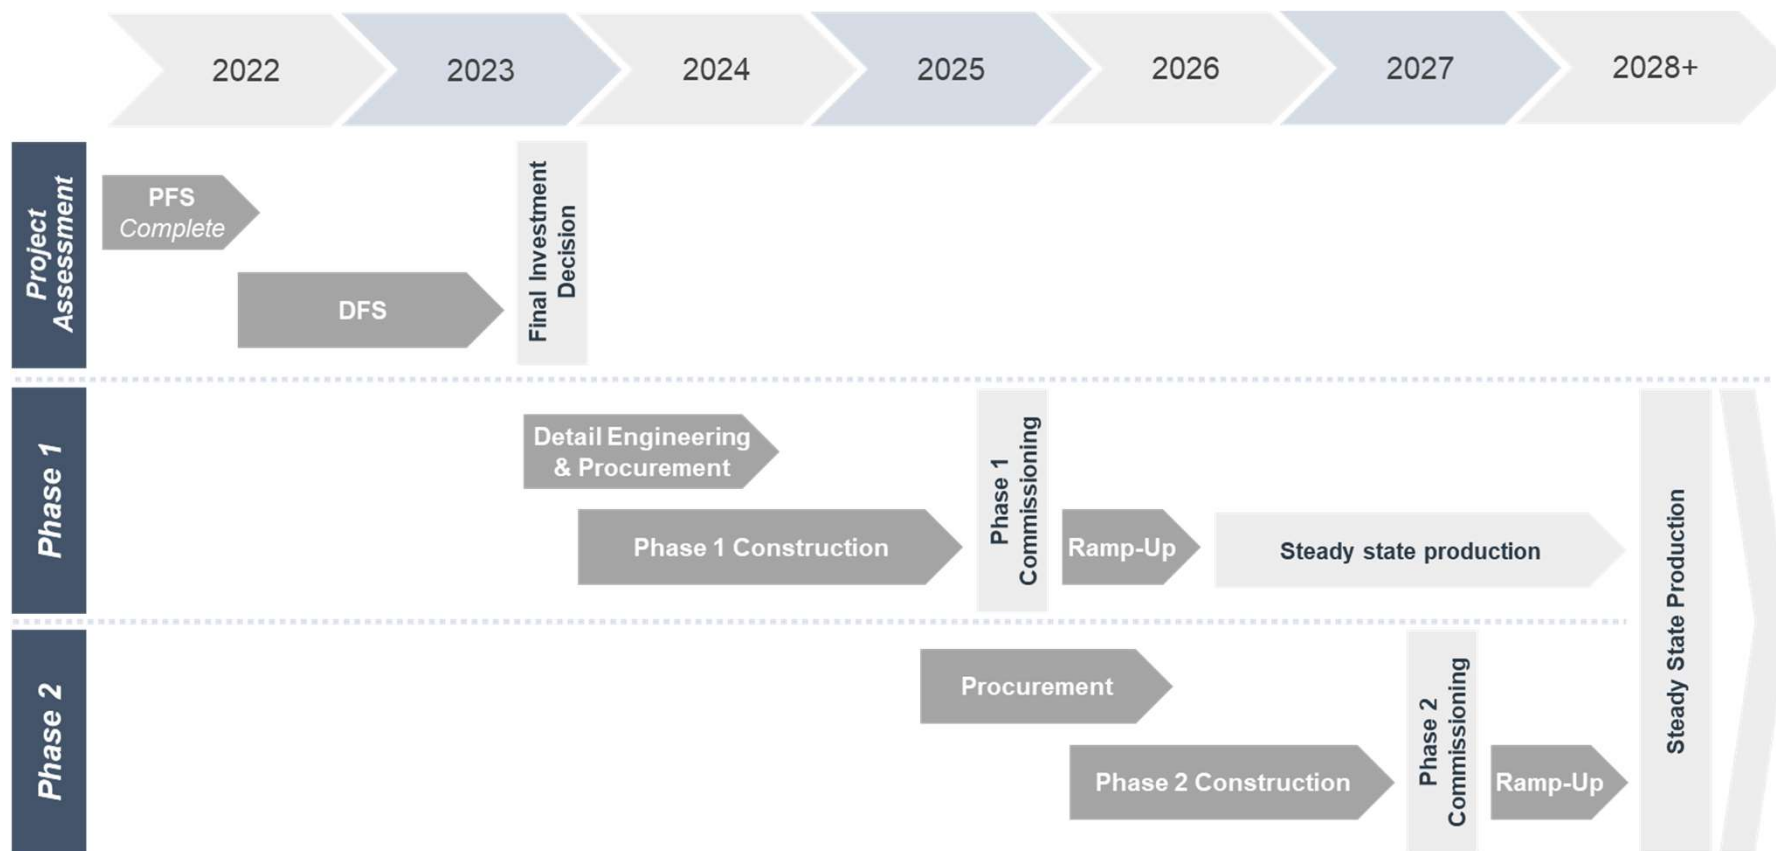 2022
2023
2024
2025
2026
2027
2028+
Project
Assessment
PFS
Complete
DFS
Final Investment
Decision
Phase 1
Detail Engineering
& Procurement
Phase 1 Construction
Phase 1
Commissioning
Ramp-Up
Steady state production
Steady State Production
Phase 2
Procurement
Phase 2 Construction
Phase 2
Commissioning
Ramp-Up